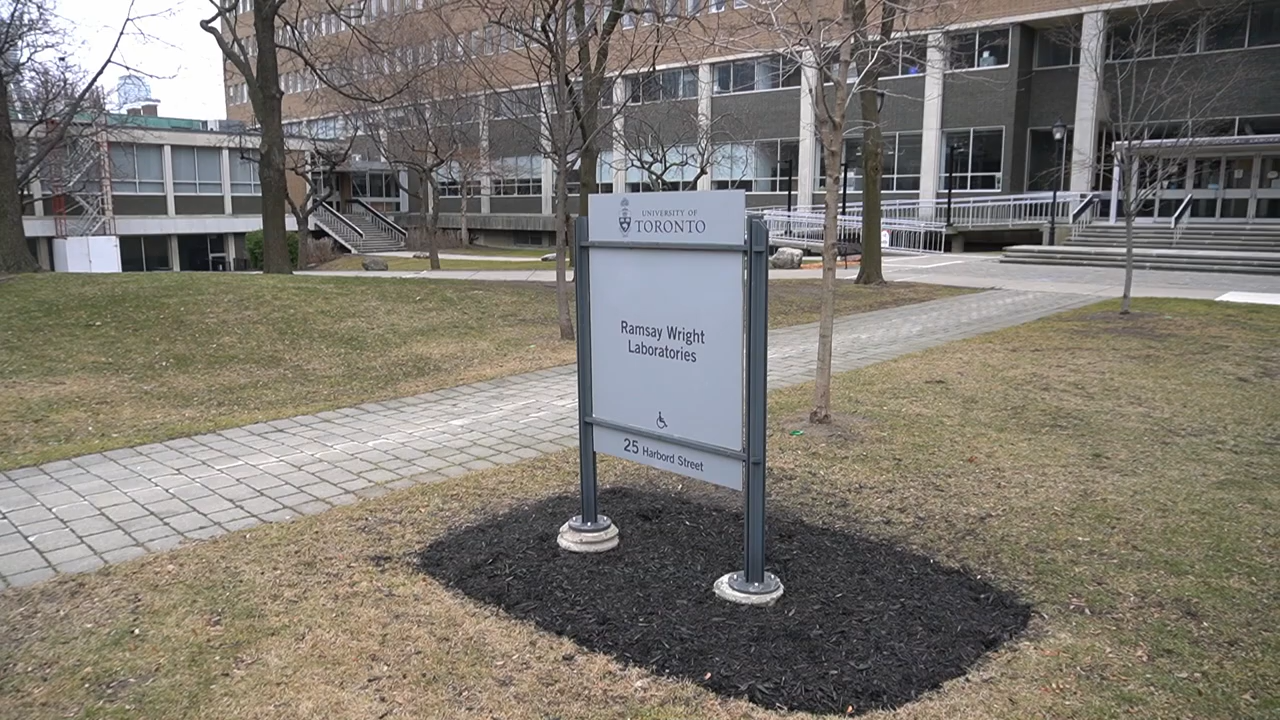 UNIVERSITY OF
TORONTO
Ramsay Wright
Laboratories
25 Harbord Street